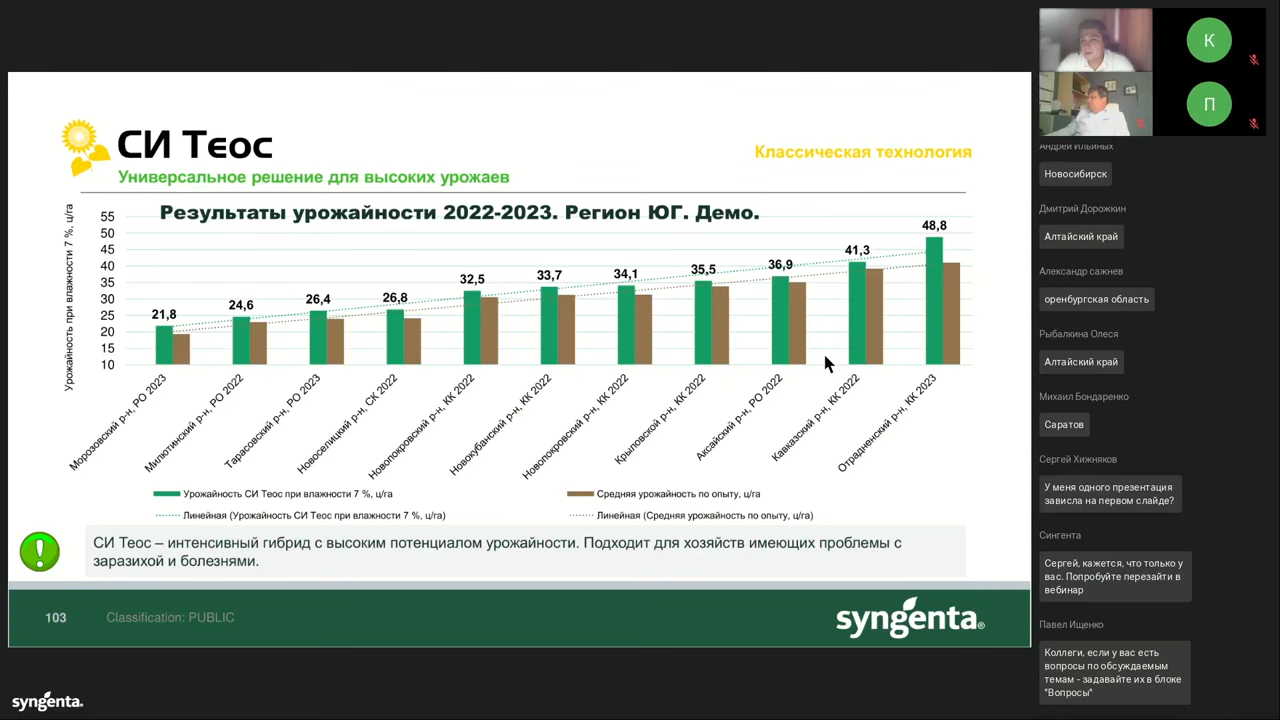 СИ Теос
Классическая технология
Универсальное решение для высоких урожаев
Результаты урожайности 2022-2023. Регион ЮГ. Демо.
Урожайность при влажности 7 %, ц/га
55
50
45
40
35
30
25
20
15
10
21,8
24,6
26,4
26,8
32,5
33,7
34,1
35,5
36,9
41,3
48,8
Морозовский р-н, РО 2023
Милютинский р-н, РО 2022
Тарасовский р-н, РО 2023
Новоселицкий р-н, СК 2022
Новопокровский р-н, КК 2022
Новокубанский р-н, КК 2022
Новопокровский р-н, КК 2022
Крыловской р-н, КК 2022
Аксайский р-н, РО 2022
Кавказский р-н, КК 2022
Отрадненский р-н, КК 2023
Урожайность СИ Теос при влажности 7 %, ц/га
Средняя урожайность по опыту, ц/га
Линейная (Урожайность СИ Теос при влажности 7 %, ц/га)
Линейная (Средняя урожайность по опыту, ц/га)
СИ Теос – интенсивный гибрид с высоким потенциалом урожайности. Подходит для хозяйств имеющих проблемы с
заразихой и болезнями.
103
Classification: PUBLIC
syngenta®
syngenta.
К
П
Андрей Ильиных
Новосибирск
Дмитрий Дорожкин
Алтайский край
Александр сажнев
оренбургская область
Рыбалкина Олеся
Алтайский край
Михаил Бондаренко
Саратов
Сергей Хижняков
У меня одного презентация
зависла на первом слайде?
Сингента
Сергей, кажется, что только у
вас. Попробуйте перезайти в
вебинар
Павел Ищенко
Коллеги, если у вас есть
вопросы по обсуждаемым
темам - задавайте их в блоке
"Вопросы"